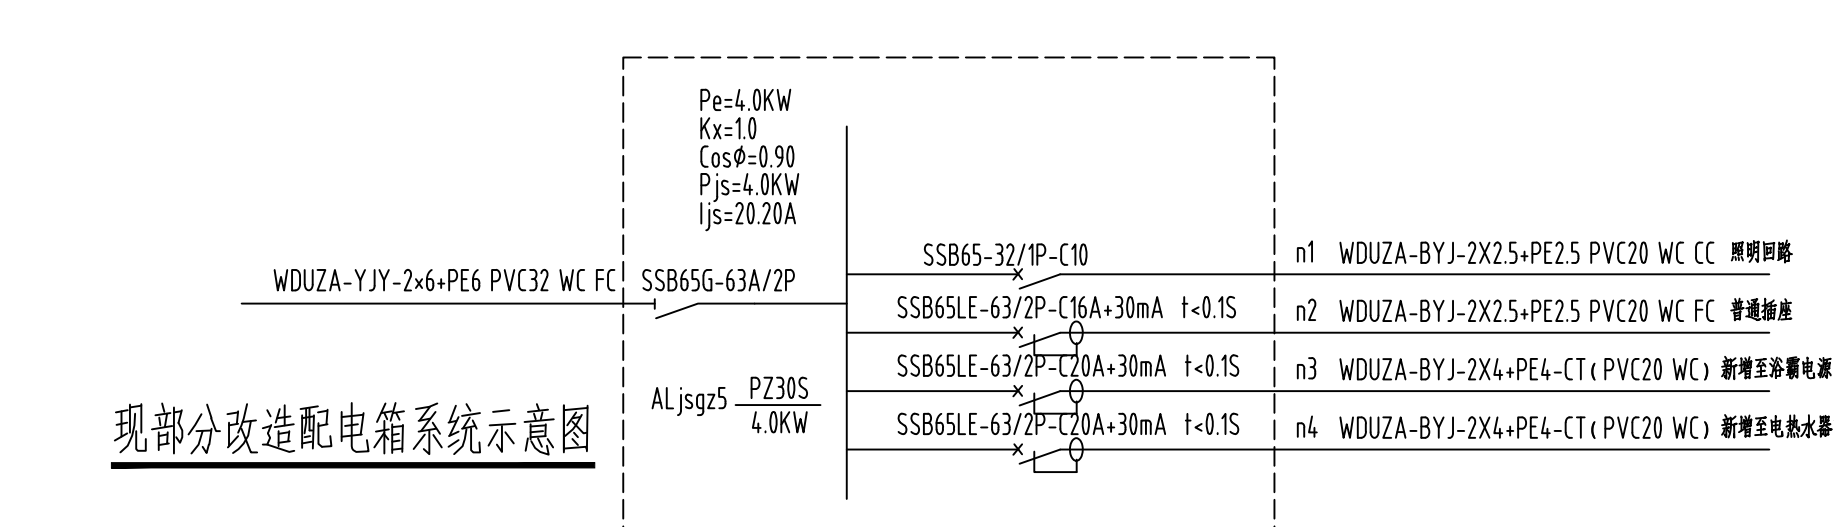 Pe=4.0KW
Kx=1.0
CosΦ=0.90
Pjs=4.0KW
Ijs=20.20A
WDUZA-YJY-2×6+PE6 PVC32 WC FC
SSB65G-63A/2P
SSB65-32/1P-C10
n1 WDUZA-BYJ-2X2.5+PE2.5 PVC20 WC CC 照明回路
SSB65LE-63/2P-C16A+30mA t<0.1S
n2 WDUZA-BYJ-2X2.5+PE2.5 PVC20 WC FC 普通插座
SSB65LE-63/2P-C20A+30mA t<0.1S
n3 WDUZA-BYJ-2X4+PE4-CT(PVC20 WC) 新增至浴霸电源
SSB65LE-63/2P-C20A+30mA t<0.1S
n4 WDUZA-BYJ-2X4+PE4-CT(PVC20 WC) 新增至电热水器
ALjsgz5 PZ30S
4.0KW
现部分改造配电箱系统示意图